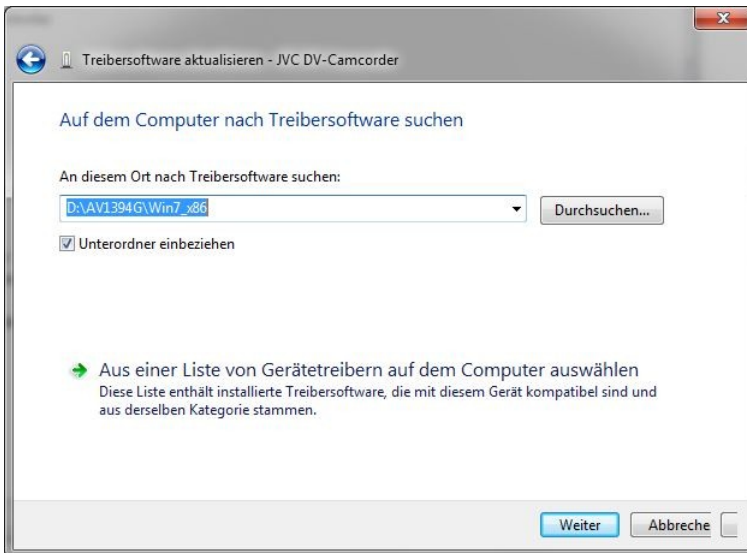 Treibersoftware aktualisieren - JVC DV-Camcorder
Auf dem Computer nach Treibersoftware suchen
An diesem Ort nach Treibersoftware suchen:
D:\AV1394G\Win7_x86
Durchsuchen...
Unterordner einbeziehen
Aus einer Liste von Gerätetreibern auf dem Computer auswählen
Diese Liste enthält installierte Treibersoftware, die mit diesem Gerät kompatibel sind und
aus derselben Kategorie stammen.
Weiter
Abbreche